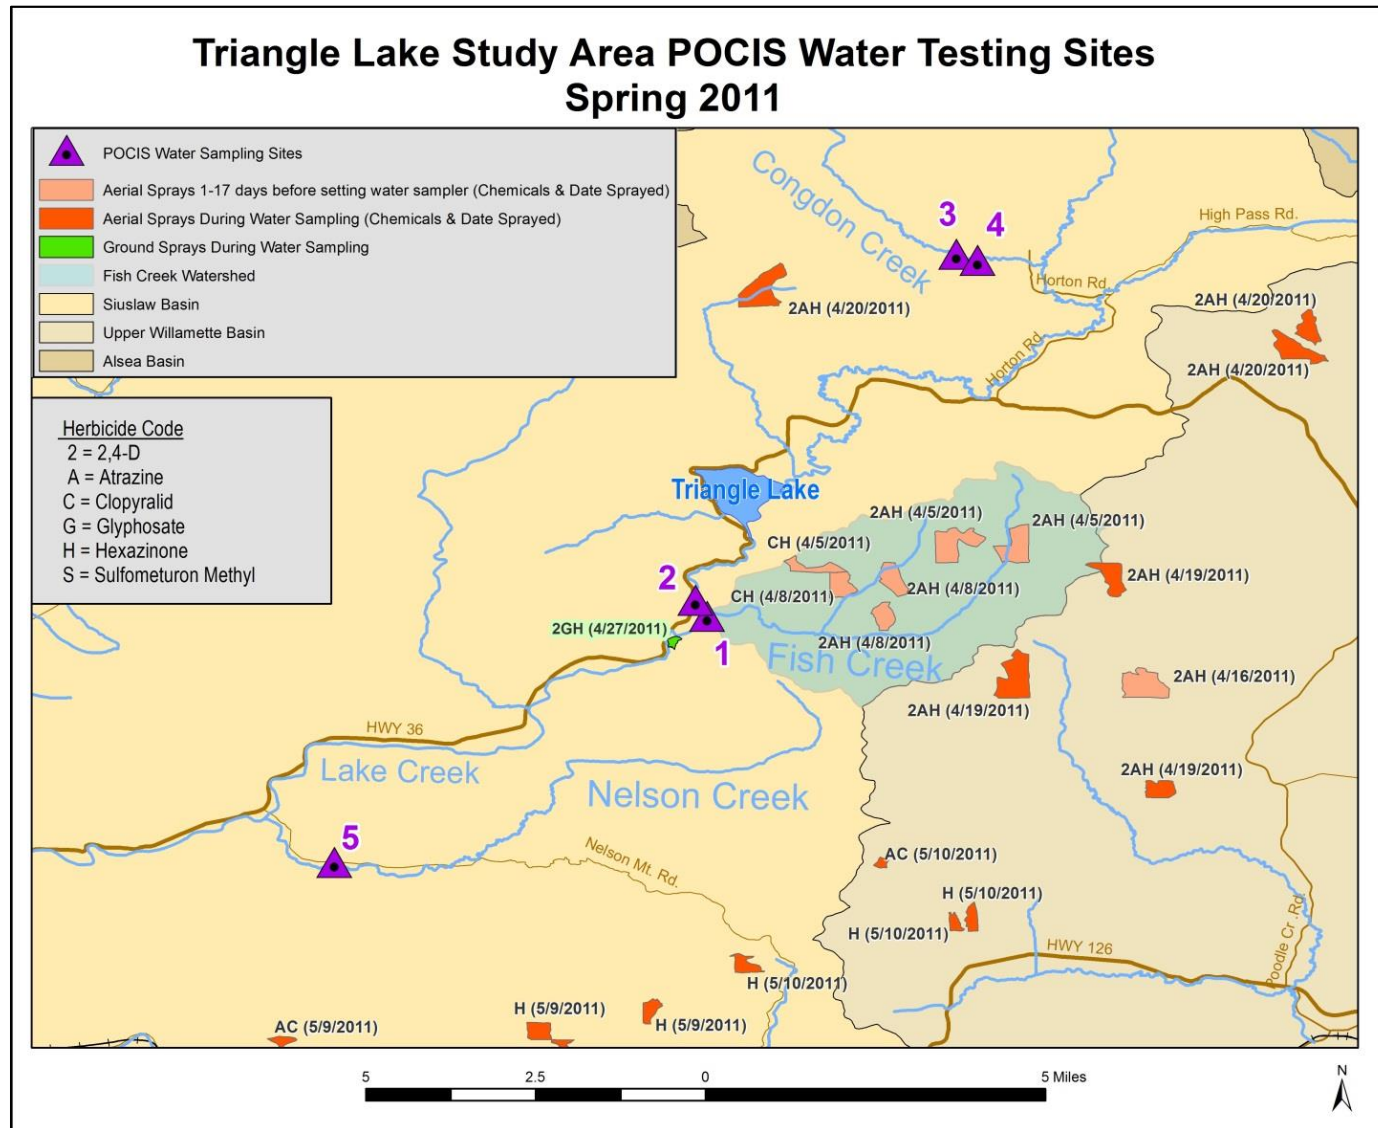 Triangle Lake Study Area POCIS Water Testing Sites
Spring 2011
POCIS Water Sampling Sites
Aerial Sprays 1-17 days before setting water sampler (Chemicals & Date Sprayed)
Aerial Sprays During Water Sampling (Chemicals & Date Sprayed)
Ground Sprays During Water Sampling
Fish Creek Watershed
Siuslaw Basin
Upper Willamette Basin
Alsea Basin
Herbicide Code
2 = 2,4-D
A = Atrazine
C = Clopyralid
G = Glyphosate
H = Hexazinone
S = Sulfometuron Methyl
Congdon Creek
3
4
High Pass Rd.
Horton Rd.
2AH (4/20/2011)
2AH (4/20/2011)
2AH (4/20/2011)
Horton Rd.
Triangle Lake
2AH (4/5/2011)
2AH (4/5/2011)
CH (4/5/2011)
2
CH (4/8/2011)
2AH (4/8/2011)
2AH (4/19/2011)
2GH (4/27/2011)
1
2AH (4/8/2011)
Fish Creek
2AH (4/16/2011)
2AH (4/19/2011)
HWY 36
Lake Creek
Nelson Creek
2AH (4/19/2011)
5
Nelson Mt. Rd.
AC (5/10/2011)
H (5/10/2011)
H (5/10/2011)
HWY 126
Poodle Cr .Rd.
H (5/10/2011)
H (5/9/2011)
H (5/9/2011)
AC (5/9/2011)
5
2.5
0
5 Miles
N